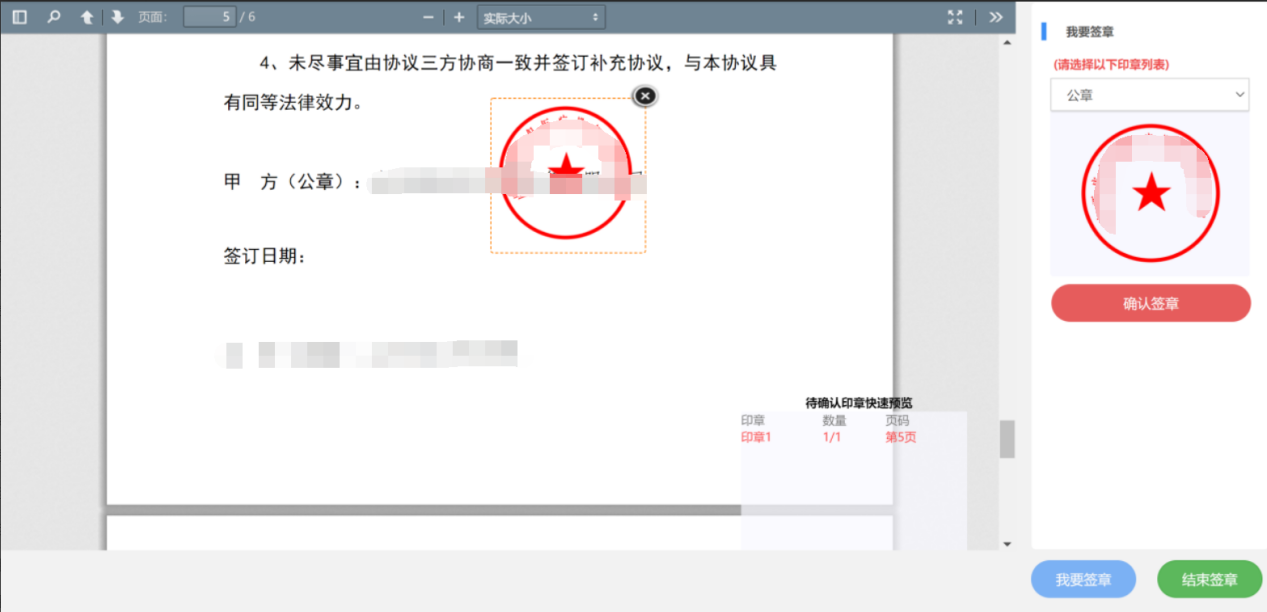 页面： 5 / 6
实际大小
4、未尽事宜由协议三方协商一致并签订补充协议，与本协议具
有同等法律效力。
甲 方（公章）：
签订日期：
待确认印章快速预览
印章 数量 页码
印章1 1/1 第5页
我要签章
(请选择以下印章列表)
公章
确认签章
我要签章
结束签章